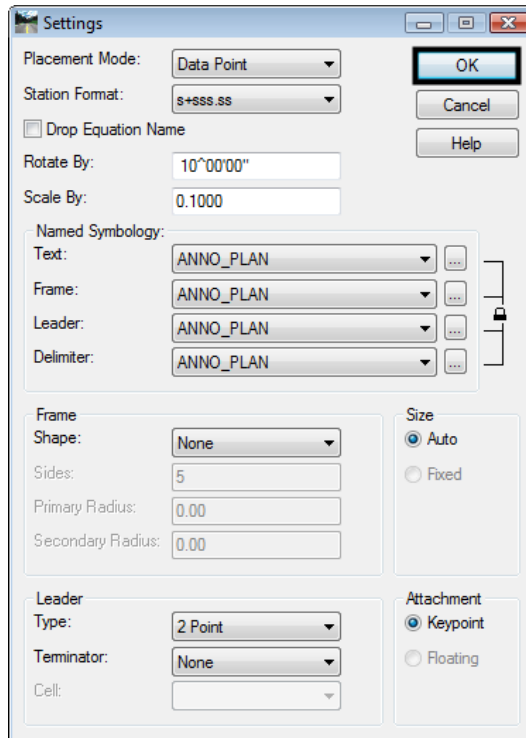 Settings
Placement Mode: Data Point OK
Station Format: s+sss.ss Cancel
Drop Equation Name Help
Rotate By: 10^00'00"
Scale By: 0.1000
Named Symbology:
Text: ANNO_PLAN ...
Frame: ANNO_PLAN ...
Leader: ANNO_PLAN ...
Delimiter: ANNO_PLAN ...
Frame Size
Shape: None Auto
Sides: 5 Fixed
Primary Radius: 0.00
Secondary Radius: 0.00
Leader Attachment
Type: 2 Point Keypoint
Terminator: None Floating
Cell: